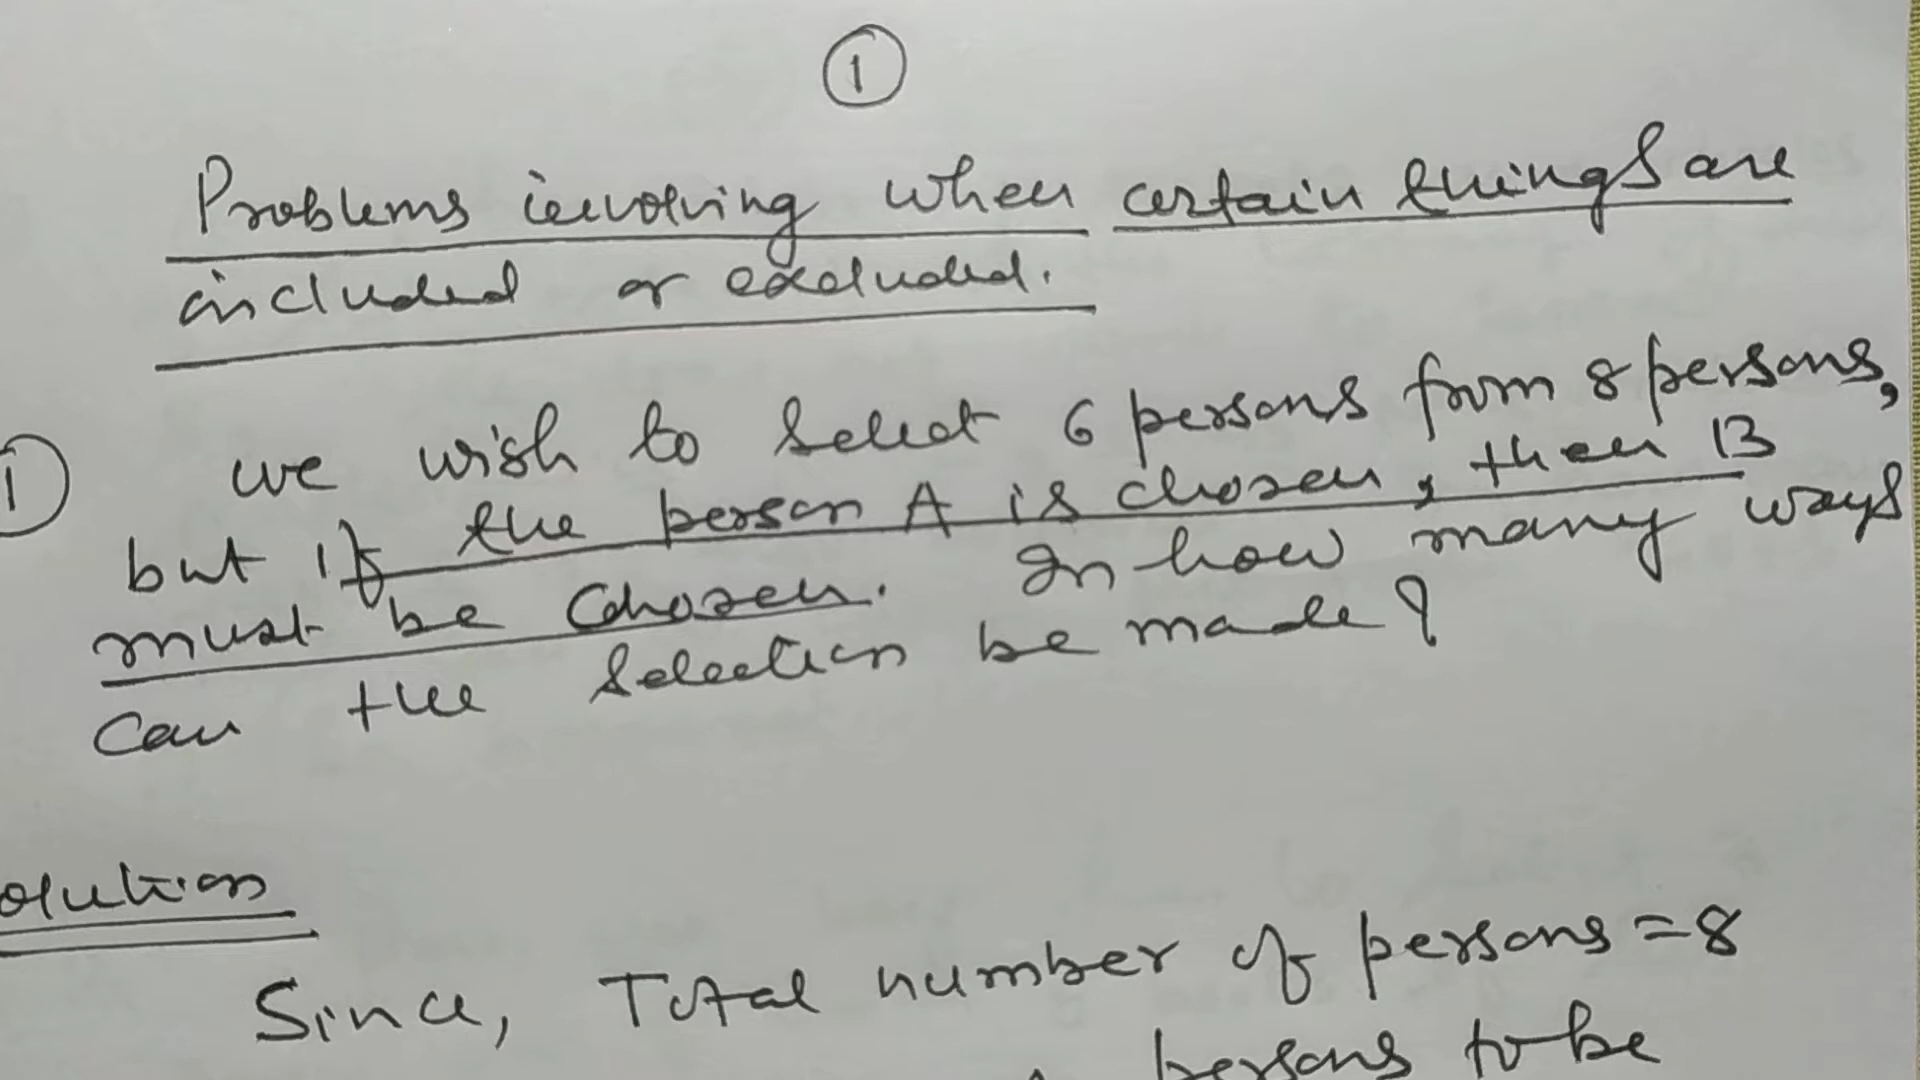 1
Problems involving when certain things are
included or excluded.
1 we wish to select 6 persons from 8 persons,
but if the person A is chosen, then B
must be chosen. In how many ways
can the selection be made?
olution
Since, Total number of persons = 8
persons to be